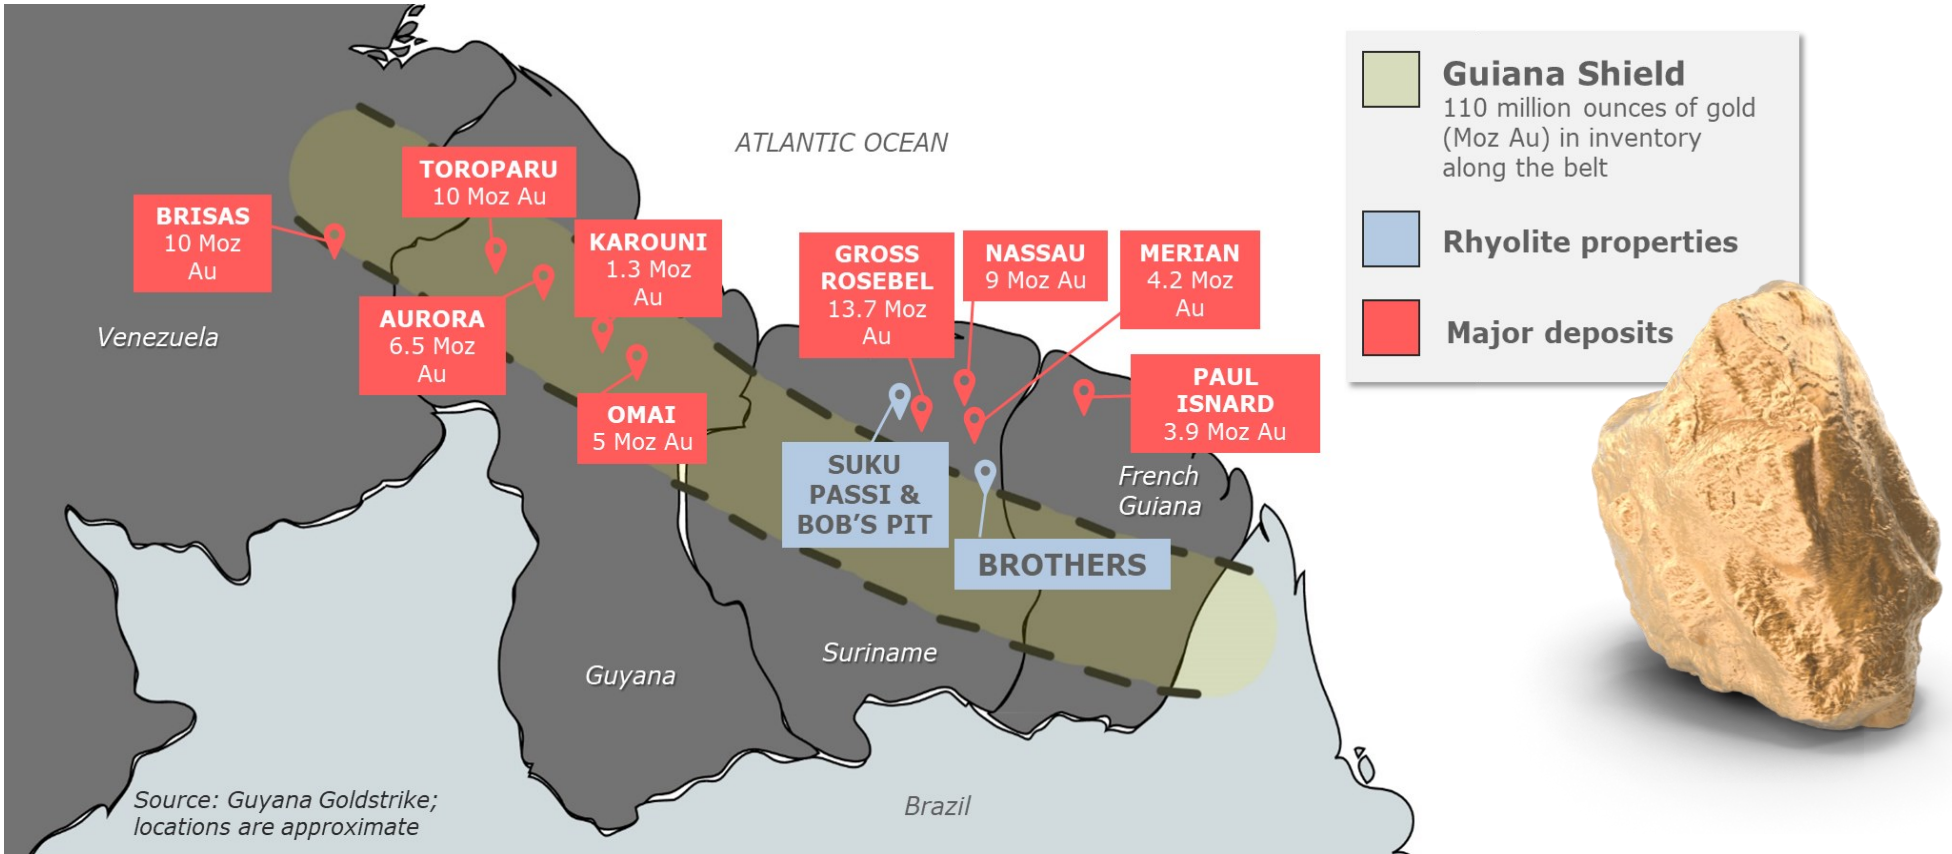 ATLANTIC OCEAN
TOROPARU
10 Moz Au
BRISAS
10 Moz
Au
KAROUNI
1.3 Moz
Au
AURORA
6.5 Moz
Au
OMAI
5 Moz Au
GROSS
ROSEBEL
13.7 Moz
Au
NASSAU
9 Moz Au
MERIAN
4.2 Moz
Au
PAUL
ISNARD
3.9 Moz Au
SUKU
PASSI &
BOB’S PIT
BROTHERS
Venezuela
French
Guiana
Suriname
Guyana
Brazil
Source: Guyana Goldstrike;
locations are approximate
Guiana Shield
110 million ounces of gold
(Moz Au) in inventory
along the belt
Rhyolite properties
Major deposits